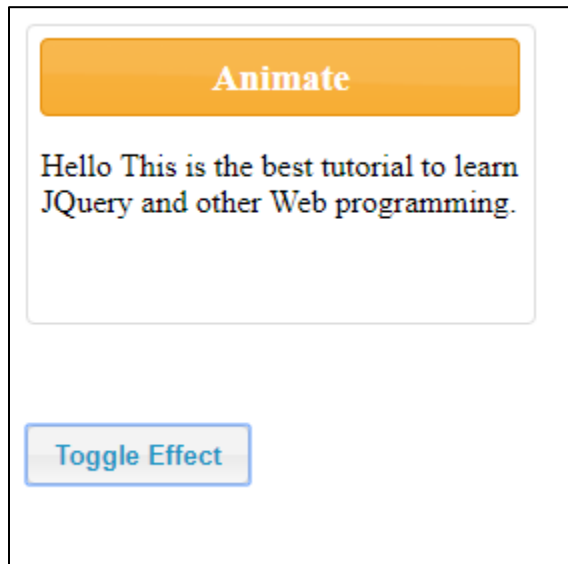 Animate
Hello This is the best tutorial to learn
JQuery and other Web programming.
Toggle Effect